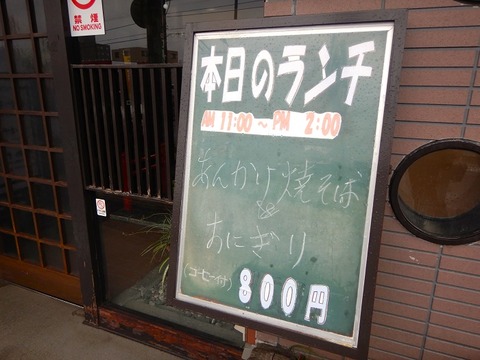 禁煙
NO SMOKING
本日のランチ
AM 11:00～PM 2:00
あんかけ焼そば
&
おにぎり
(コーヒー付) 800円